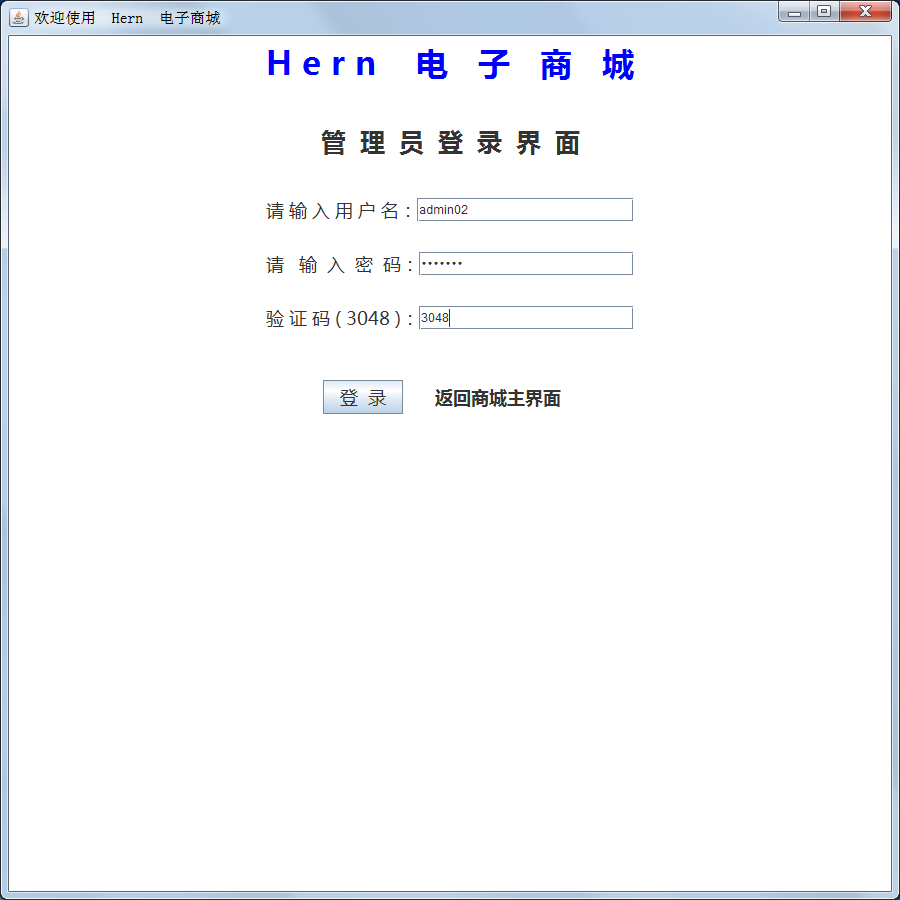 欢迎使用 Hern 电子商城
Hern 电 子 商 城
管 理 员 登 录 界 面
请 输 入 用 户 名 : admin02
请 输 入 密 码 : •••••••
验 证 码 ( 3048 ) : 3048
登 录 返回商城主界面